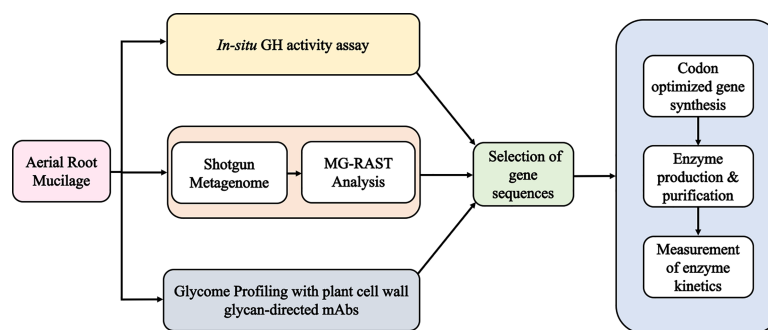 Aerial Root
Mucilage
In-situ GH activity assay
Shotgun
Metagenome
MG-RAST
Analysis
Glycome Profiling with plant cell wall
glycan-directed mAbs
Selection of
gene
sequences
Codon
optimized gene
synthesis
Enzyme
production &
purification
Measurement
of enzyme
kinetics